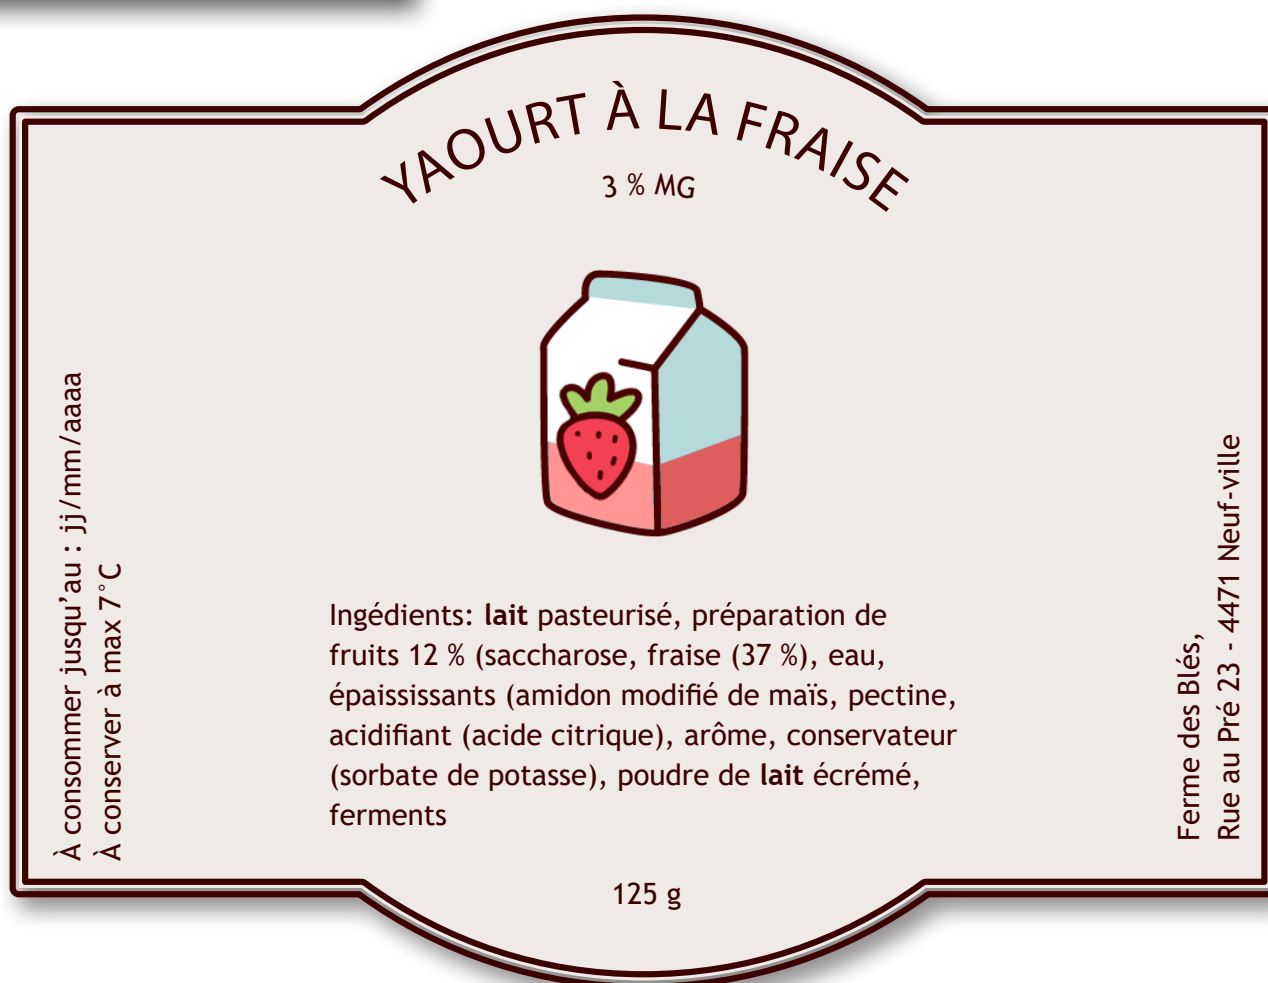 YAOURT À LA FRAISE
3 % MG
À consommer jusqu’au : jj/mm/aaaa
À conserver à max 7°C
Ingédients: lait pasteurisé, préparation de
fruits 12 % (saccharose, fraise (37 %), eau,
épaississants (amidon modifié de maïs, pectine,
acidifiant (acide citrique), arôme, conservateur
(sorbate de potasse), poudre de lait écrémé,
ferments
125 g
Ferme des Blés,
Rue au Pré 23 - 4471 Neuf-ville